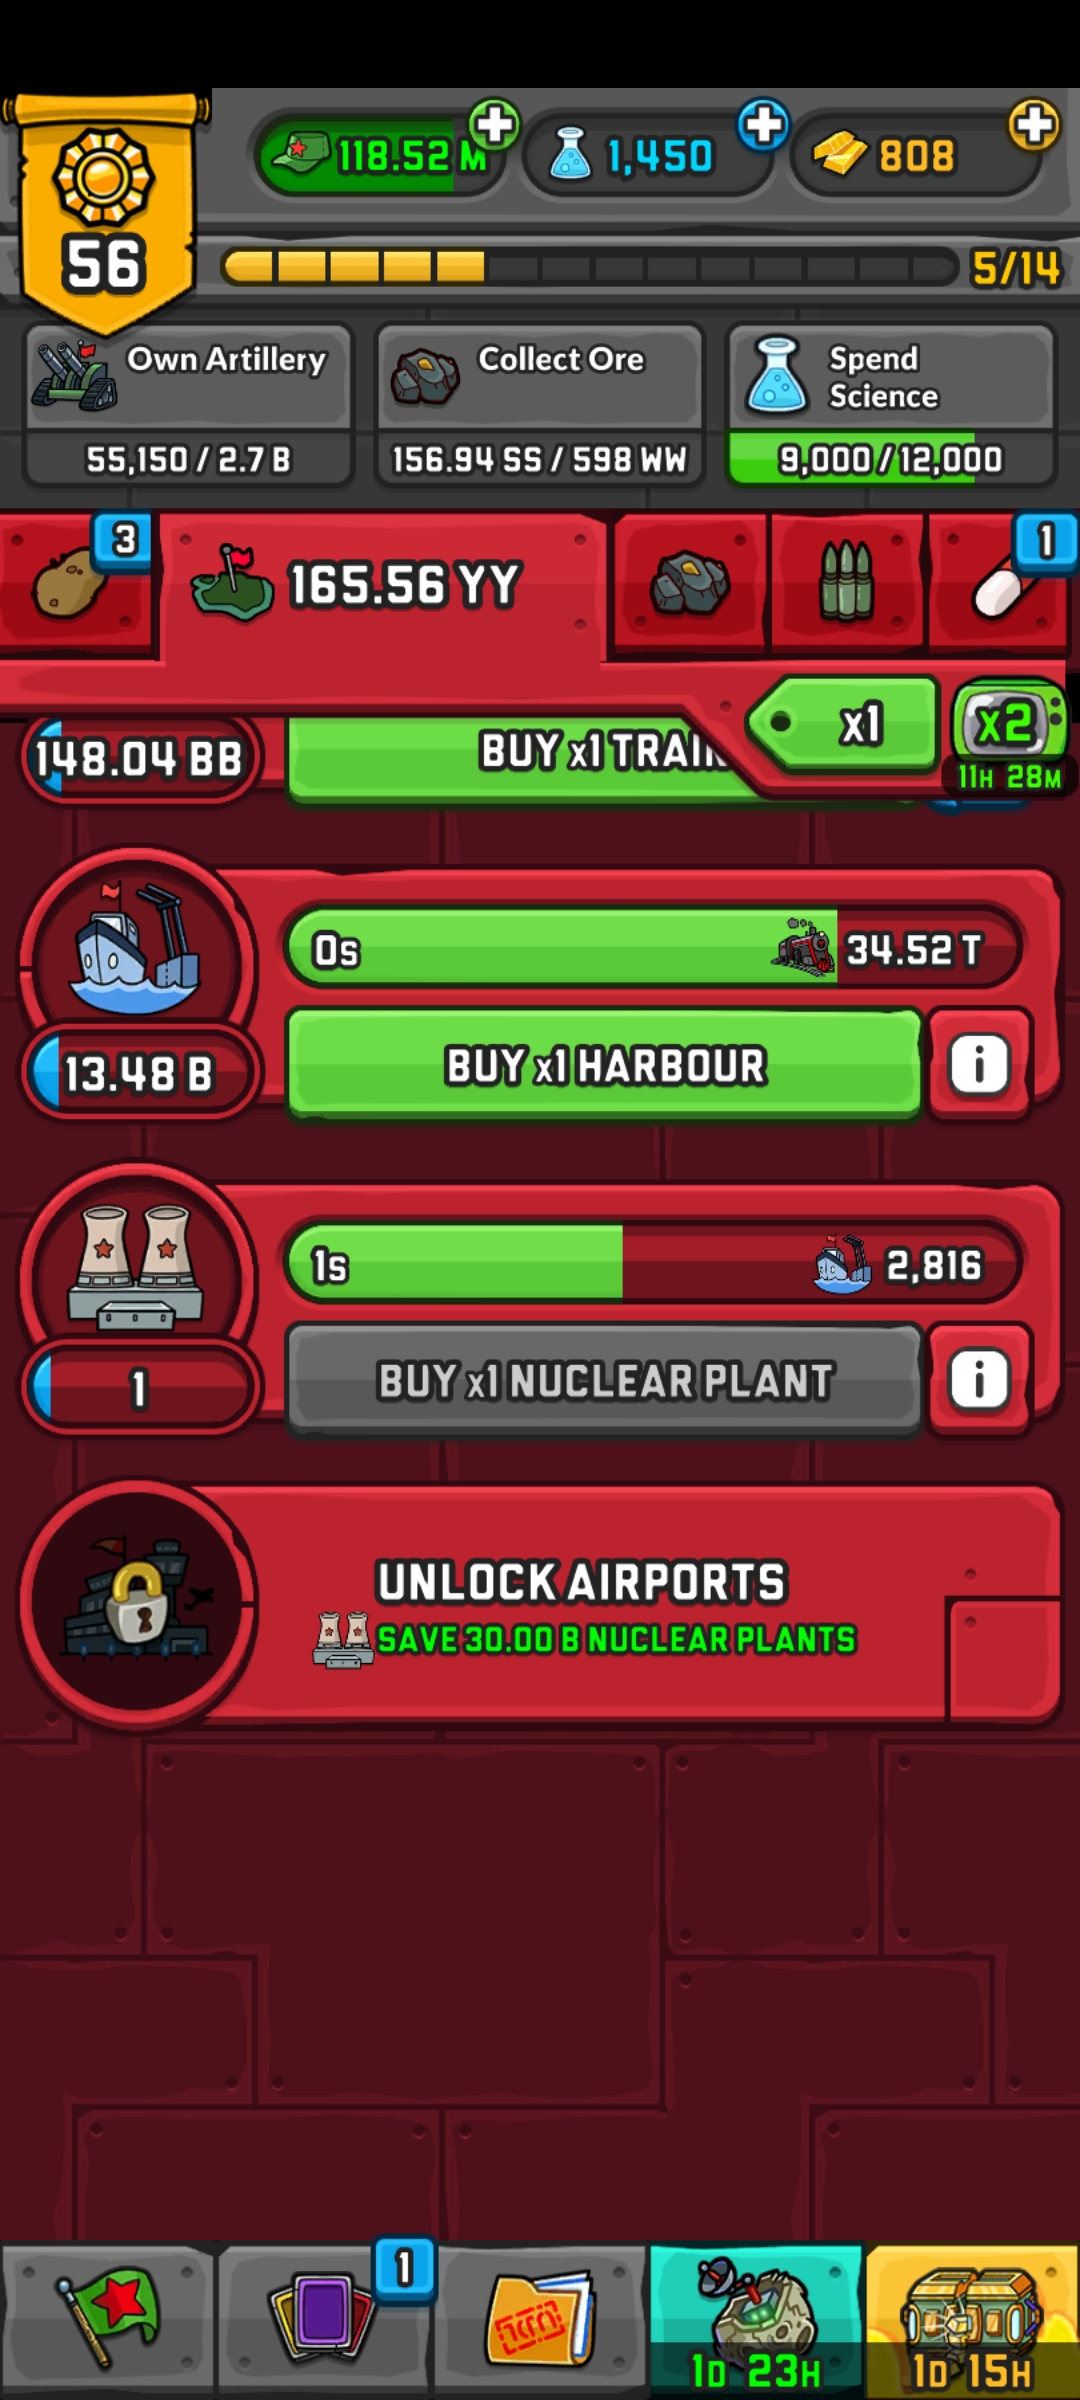 118.52 M
1,450
808
56
5/14
Own Artillery
Collect Ore
Spend
Science
55,150 / 2.7 B
156.94 SS / 598 WW
9,000 / 12,000
3
165.56 YY
1
x1
x2
11H 28M
148.04 BB
BUY x1 TRAIN
0s
34.52 T
13.48 B
BUY x1 HARBOUR
i
1s
2,816
1
BUY x1 NUCLEAR PLANT
i
UNLOCK AIRPORTS
SAVE 30.00 B NUCLEAR PLANTS
1
1D 23H
1D 15H